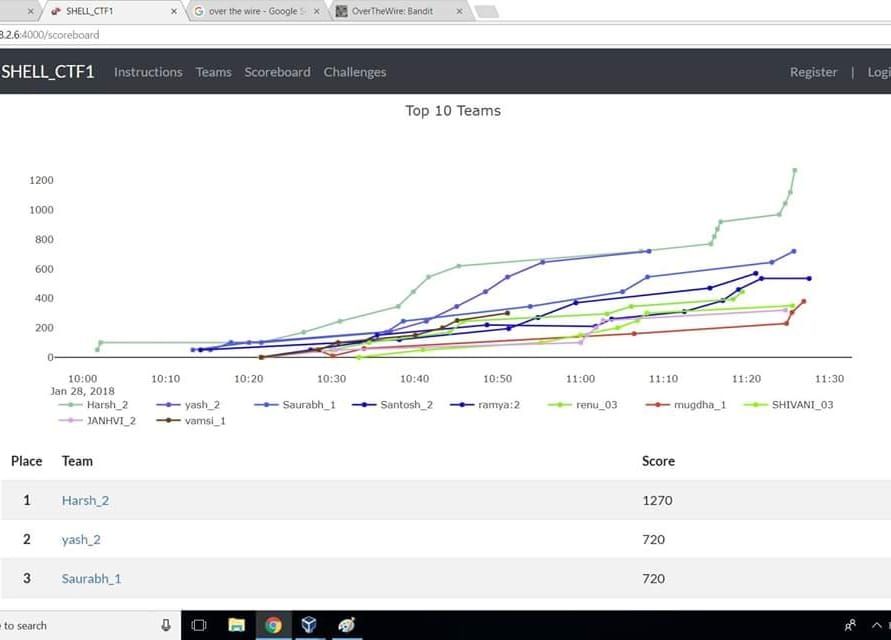 SHELL_CTF1
over the wire - Google S
OverTheWire: Bandit
8.2.6:4000/scoreboard
SHELL_CTF1 Instructions Teams Scoreboard Challenges Register | Logi
Top 10 Teams
1200
1000
800
600
400
200
0
10:00 10:10 10:20 10:30 10:40 10:50 11:00 11:10 11:20 11:30
Jan 28, 2018
Harsh_2 yash_2 Saurabh_1 Santosh_2 ramya:2 renu_03 mugdha_1 SHIVANI_03
JANHVI_2 vamsi_1
Place Team Score
1 Harsh_2 1270
2 yash_2 720
3 Saurabh_1 720
to search